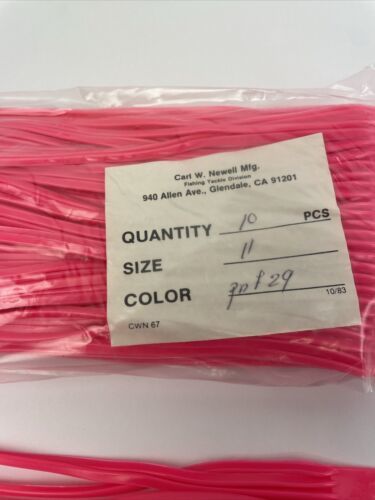 Carl W. Newell Mfg.
Fishing Tackle Division
940 Allen Ave., Glendale, CA 91201
QUANTITY 10 PCS
SIZE 11
COLOR 29
10/83
CWN 67